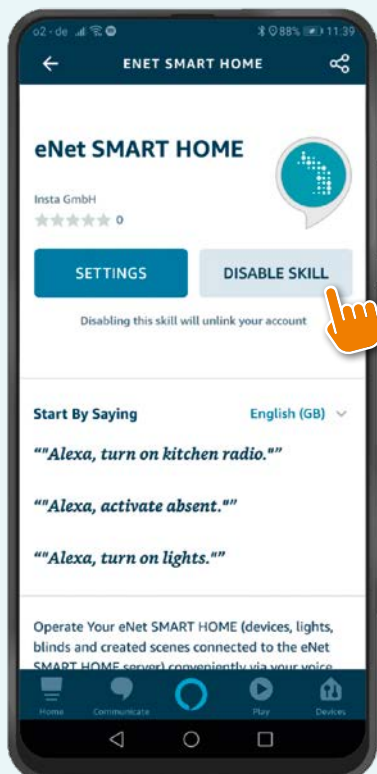 o2 - de 88% 11:39
ENET SMART HOME
eNet SMART HOME
Insta GmbH
0
SETTINGS DISABLE SKILL
Disabling this skill will unlink your account
Start By Saying English (GB)
""Alexa, turn on kitchen radio.""
""Alexa, activate absent.""
""Alexa, turn on lights.""
Operate Your eNet SMART HOME (devices, lights,
blinds and created scenes connected to the eNet
SMART HOME server) conveniently via your voice
Home Communicate Play Devices